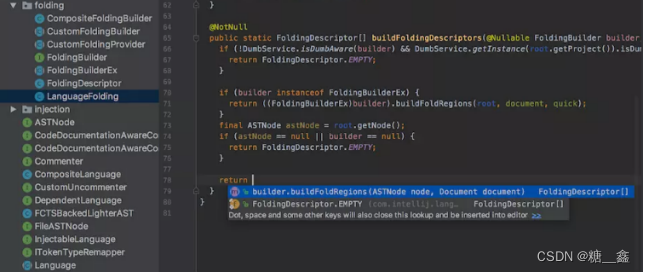 folding
CompositeFoldingBuilder
CustomFoldingBuilder
CustomFoldingProvider
FoldingBuilder
FoldingBuilderEx
FoldingDescriptor
LanguageFolding
injection
ASTNode
CodeDocumentationAwareCo
CodeDocumentationAwareCo
Commenter
CompositeLanguage
CustomUncommenter
DependentLanguage
FCTSBackedLighterAST
FileASTNode
InjectableLanguage
ITokenTypeRemapper
Language
62 }
63
64 @NotNull
65 public static FoldingDescriptor[] buildFoldingDescriptors(@Nullable FoldingBuilder builder
66 if (!DumbService.isDumbAware(builder) && DumbService.getInstance(root.getProject()).isDum
67 return FoldingDescriptor.EMPTY;
68 }
69
70 if (builder instanceof FoldingBuilderEx) {
71 return ((FoldingBuilderEx)builder).buildFoldRegions(root, document, quick);
72 }
73 final ASTNode astNode = root.getNode();
74 if (astNode == null || builder == null) {
75 return FoldingDescriptor.EMPTY;
76 }
77
78 return
79 }
80 }
81
builder.buildFoldRegions(ASTNode node, Document document) FoldingDescriptor[]
FoldingDescriptor.EMPTY (com.intellij.lang… FoldingDescriptor[]
Dot, space and some other keys will also close this lookup and be inserted into editor >>
CSDN @糖__鑫